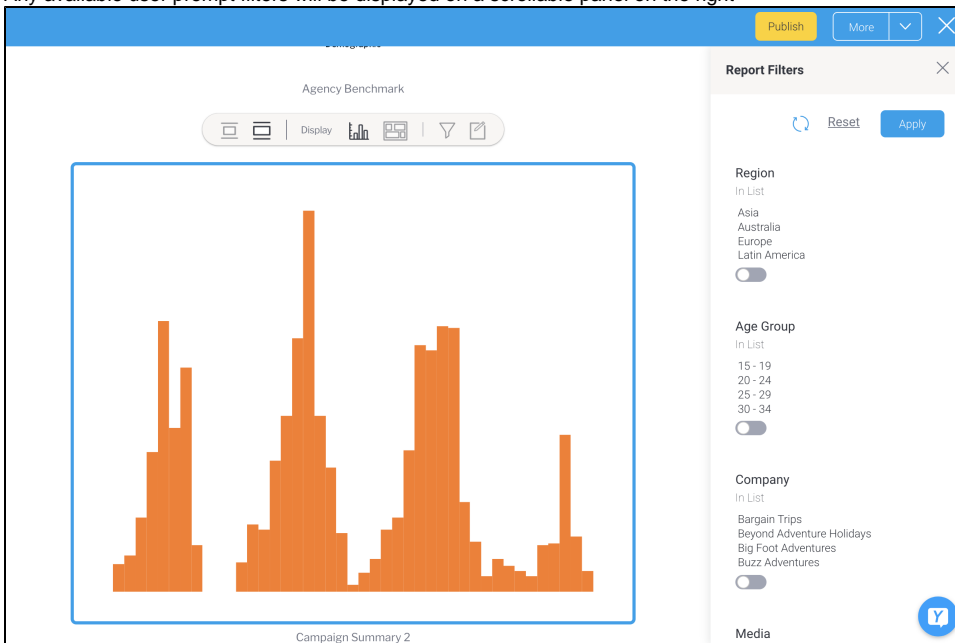 Any available user prompt filters will be displayed on a scrollable panel on the right
Publish
More
Demographic
Report Filters
Agency Benchmark
Display
Reset
Apply
Region
In List
Asia
Australia
Europe
Latin America
Age Group
In List
15 - 19
20 - 24
25 - 29
30 - 34
Company
In List
Bargain Trips
Beyond Adventure Holidays
Big Foot Adventures
Buzz Adventures
Campaign Summary 2
Media